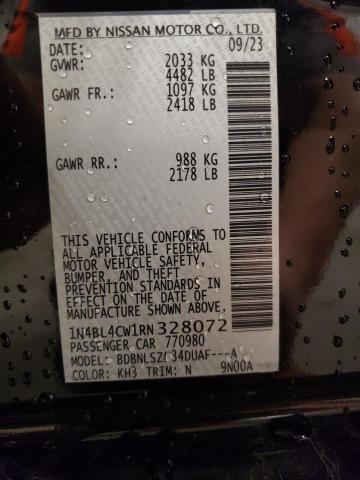 MFD BY NISSAN MOTOR CO., LTD.
DATE: 09/23
GVWR: 2033 KG
4482 LB
GAWR FR.: 1097 KG
2418 LB
GAWR RR.: 988 KG
2178 LB
THIS VEHICLE CONFORMS TO
ALL APPLICABLE FEDERAL
MOTOR VEHICLE SAFETY,
BUMPER, AND THEFT
PREVENTION STANDARDS IN
EFFECT ON THE DATE OF
MANUFACTURE SHOWN ABOVE.
1N4BL4CW1RN328072
PASSENGER CAR 770980
MODEL:
COLOR: KH3 TRIM: N 9N00A